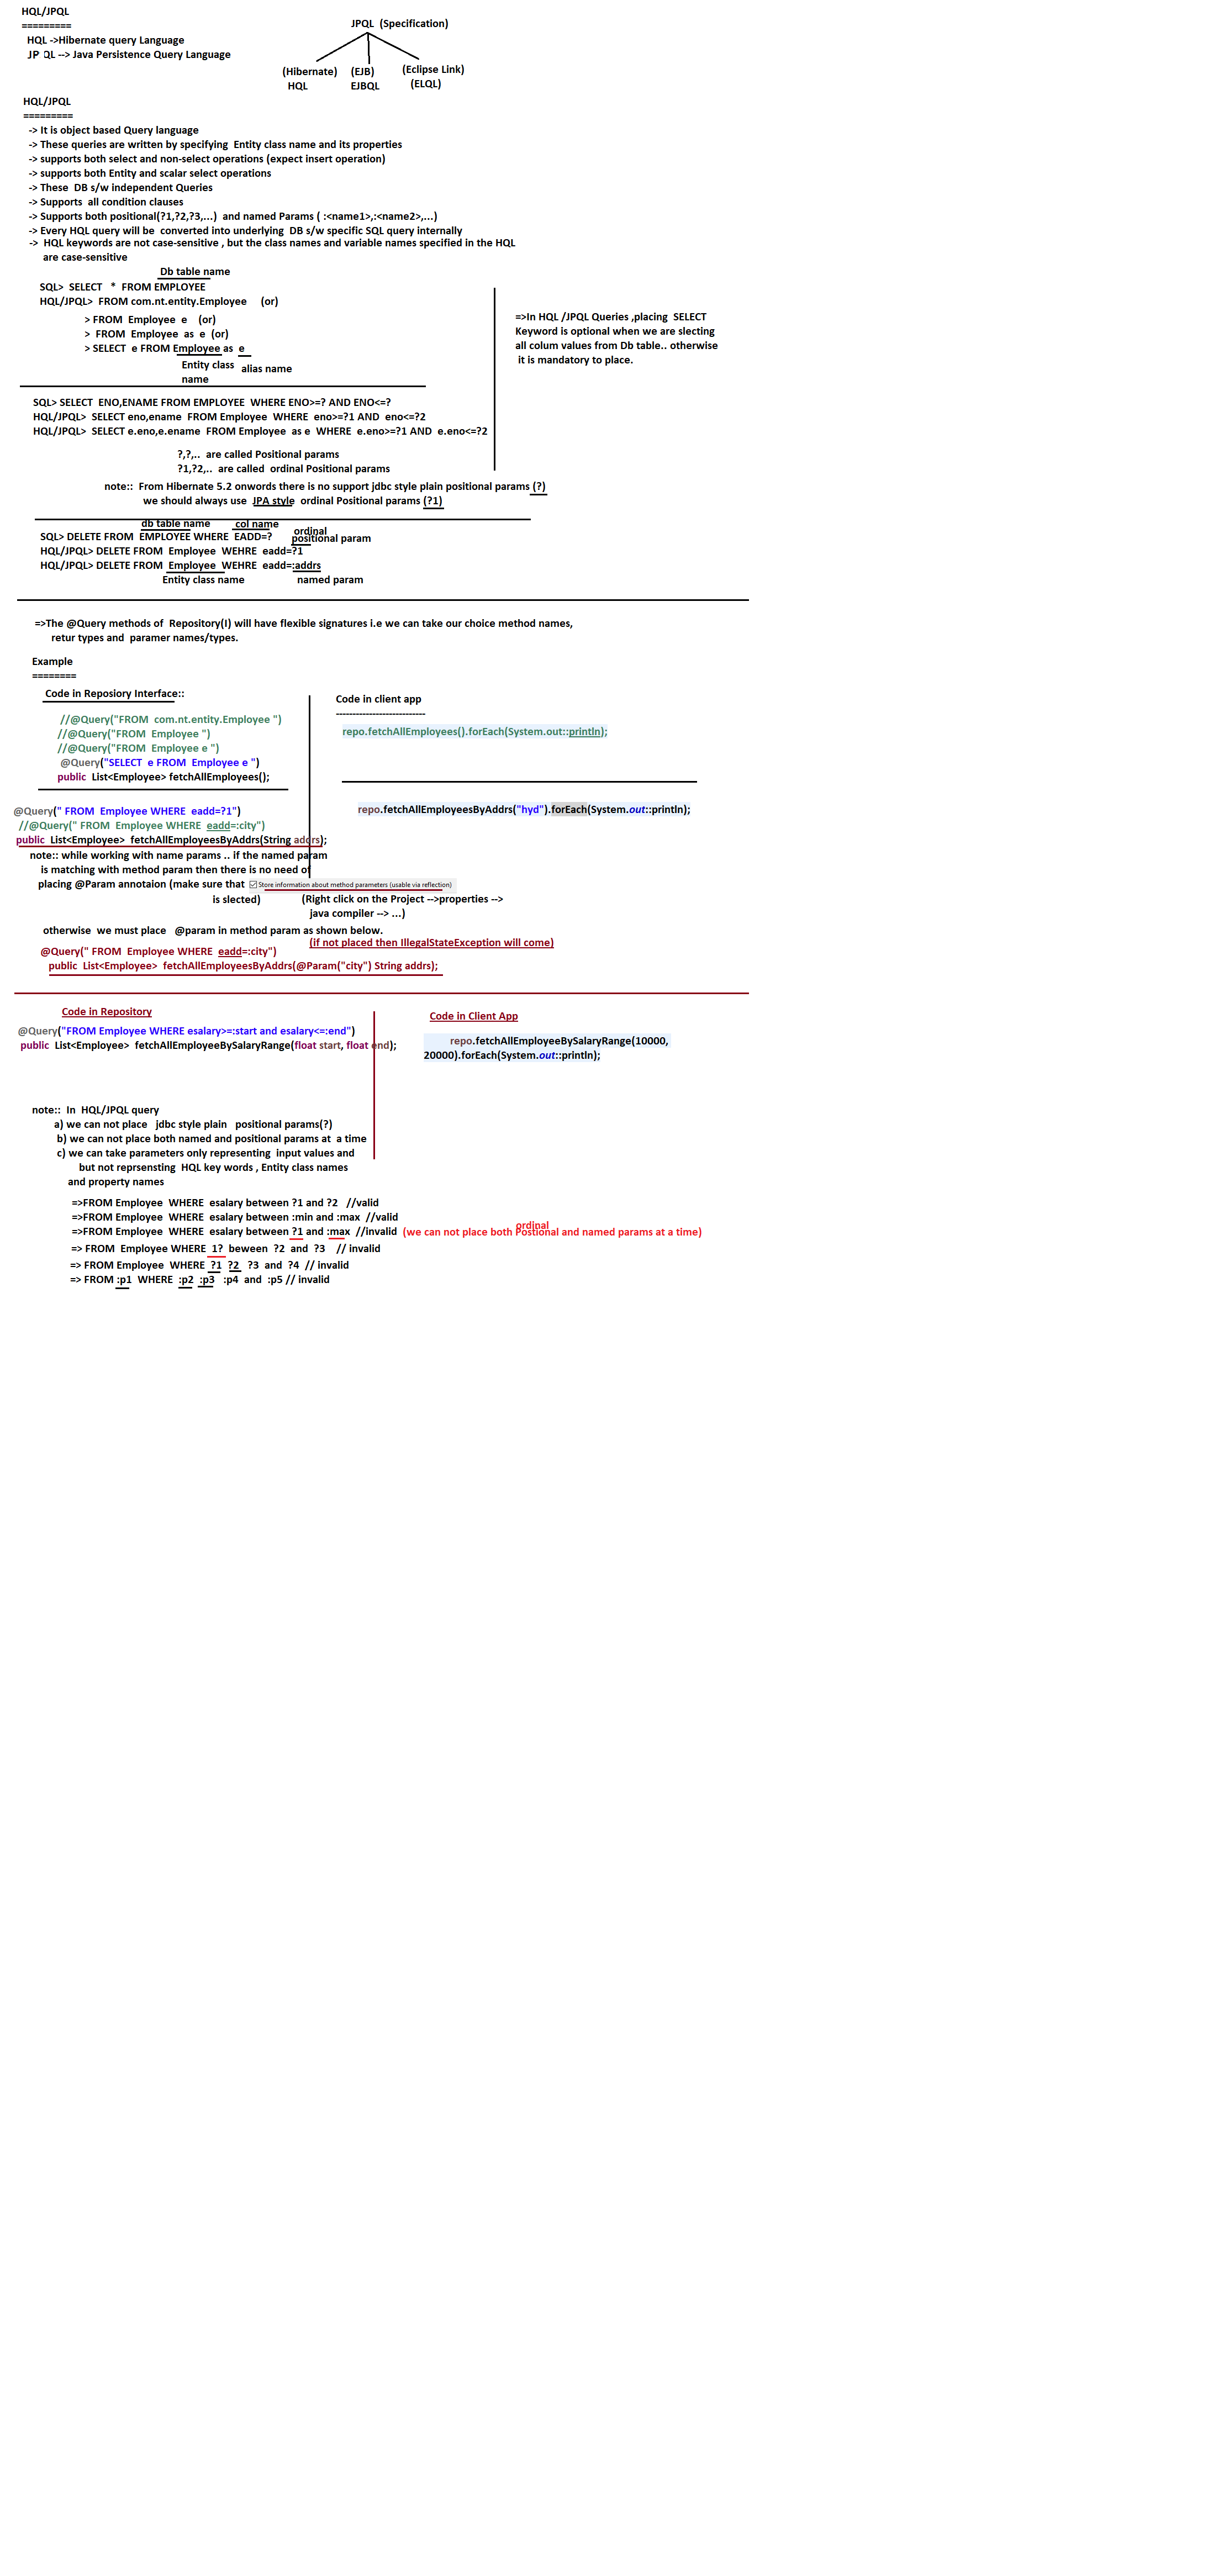 HQL/JPQL
=========
HQL ->Hibernate query Language
JP QL --> Java Persistence Query Language
JPQL (Specification)
(Hibernate) (EJB) (Eclipse Link)
HQL EJBQL (ELQL)
HQL/JPQL
=========
-> It is object based Query language
-> These queries are written by specifying Entity class name and its properties
-> supports both select and non-select operations (expect insert operation)
-> supports both Entity and scalar select operations
-> These DB s/w independent Queries
-> Supports all condition clauses
-> Supports both positional(?1,?2,?3,...) and named Params ( :<name1>,:<name2>,...)
-> Every HQL query will be converted into underlying DB s/w specific SQL query internally
-> HQL keywords are not case-sensitive , but the class names and variable names specified in the HQL
are case-sensitive
Db table name
SQL> SELECT * FROM EMPLOYEE
HQL/JPQL> FROM com.nt.entity.Employee (or)
> FROM Employee e (or)
> FROM Employee as e (or)
> SELECT e FROM Employee as e
Entity class alias name
name
=>In HQL /JPQL Queries ,placing SELECT
Keyword is optional when we are slecting
all colum values from Db table.. otherwise
it is mandatory to place.
SQL> SELECT ENO,ENAME FROM EMPLOYEE WHERE ENO>=? AND ENO<=?
HQL/JPQL> SELECT eno,ename FROM Employee WHERE eno>=?1 AND eno<=?2
HQL/JPQL> SELECT e.eno,e.ename FROM Employee as e WHERE e.eno>=?1 AND e.eno<=?2
?,?,.. are called Positional params
?1,?2,.. are called ordinal Positional params
note:: From Hibernate 5.2 onwords there is no support jdbc style plain positional params (?)
we should always use JPA style ordinal Positional params (?1)
db table name col name
ordinal
SQL> DELETE FROM EMPLOYEE WHERE EADD=? positional param
HQL/JPQL> DELETE FROM Employee WEHRE eadd=?1
HQL/JPQL> DELETE FROM Employee WEHRE eadd=:addrs
Entity class name named param
=>The @Query methods of Repository(I) will have flexible signatures i.e we can take our choice method names,
retur types and paramer names/types.
Example
========
Code in Reposiory Interface::
//@Query("FROM com.nt.entity.Employee ")
//@Query("FROM Employee ")
//@Query("FROM Employee e ")
@Query("SELECT e FROM Employee e ")
public List<Employee> fetchAllEmployees();
Code in client app
---------------------------
repo.fetchAllEmployees().forEach(System.out::println);
@Query(" FROM Employee WHERE eadd=?1")
//@Query(" FROM Employee WHERE eadd=:city")
public List<Employee> fetchAllEmployeesByAddrs(String addrs);
repo.fetchAllEmployeesByAddrs("hyd").forEach(System.out::println);
note:: while working with name params .. if the named param
is matching with method param then there is no need of
placing @Param annotaion (make sure that Store information about method parameters (usable via reflection)
is slected) (Right click on the Project -->properties -->
java compiler --> ...)
otherwise we must place @param in method param as shown below.
(if not placed then IllegalStateException will come)
@Query(" FROM Employee WHERE eadd=:city")
public List<Employee> fetchAllEmployeesByAddrs(@Param("city") String addrs);
Code in Repository
@Query("FROM Employee WHERE esalary>=:start and esalary<=:end")
public List<Employee> fetchAllEmployeeBySalaryRange(float start, float end);
Code in Client App
repo.fetchAllEmployeeBySalaryRange(10000,
20000).forEach(System.out::println);
note:: In HQL/JPQL query
a) we can not place jdbc style plain positional params(?)
b) we can not place both named and positional params at a time
c) we can take parameters only representing input values and
but not reprsensting HQL key words , Entity class names
and property names
=>FROM Employee WHERE esalary between ?1 and ?2 //valid
=>FROM Employee WHERE esalary between :min and :max //valid
ordinal
=>FROM Employee WHERE esalary between ?1 and :max //invalid (we can not place both Postional and named params at a time)
=> FROM Employee WHERE 1? beween ?2 and ?3 // invalid
=> FROM Employee WHERE ?1 ?2 ?3 and ?4 // invalid
=> FROM :p1 WHERE :p2 :p3 :p4 and :p5 // invalid